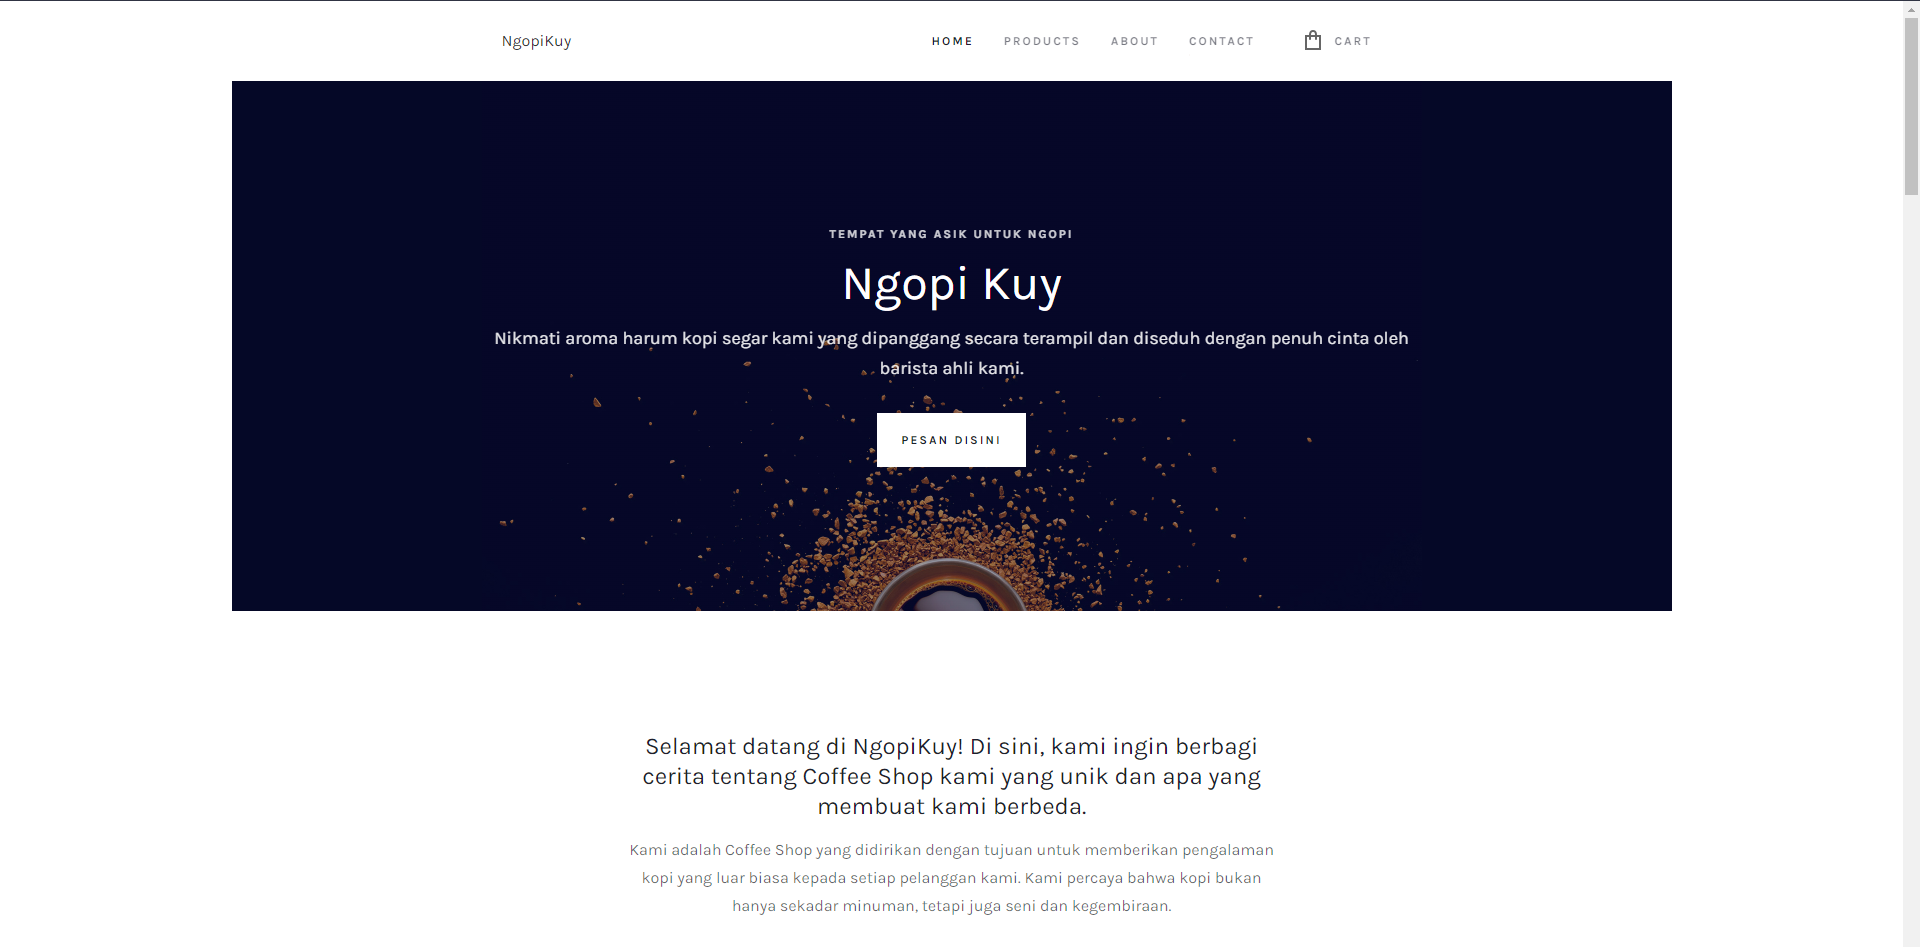 NgopiKuy
HOME PRODUCTS ABOUT CONTACT CART
TEMPAT YANG ASIK UNTUK NGOPI
Ngopi Kuy
Nikmati aroma harum kopi segar kami yang dipanggang secara terampil dan diseduh dengan penuh cinta oleh
barista ahli kami.
PESAN DISINI
Selamat datang di NgopiKuy! Di sini, kami ingin berbagi
cerita tentang Coffee Shop kami yang unik dan apa yang
membuat kami berbeda.
Kami adalah Coffee Shop yang didirikan dengan tujuan untuk memberikan pengalaman
kopi yang luar biasa kepada setiap pelanggan kami. Kami percaya bahwa kopi bukan
hanya sekadar minuman, tetapi juga seni dan kegembiraan.